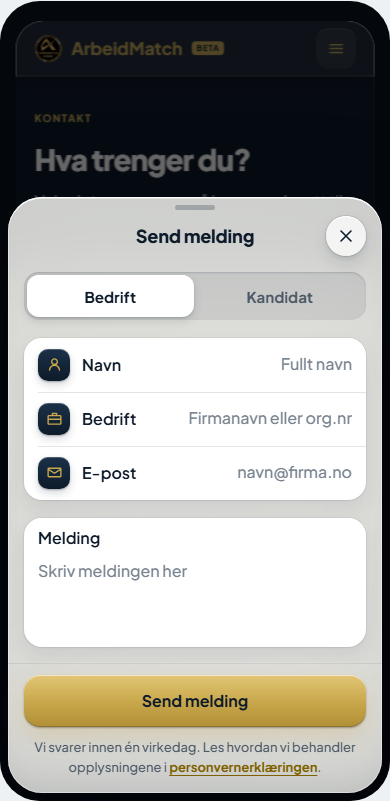 ArbeidMatch BETA
KONTAKT
Hva trenger du?
Send melding
Bedrift Kandidat
Navn Fullt navn
Bedrift Firmanavn eller org.nr
E-post navn@firma.no
Melding
Skriv meldingen her
Send melding
Vi svarer innen én virkedag. Les hvordan vi behandler
opplysningene i personvernerklæringen.